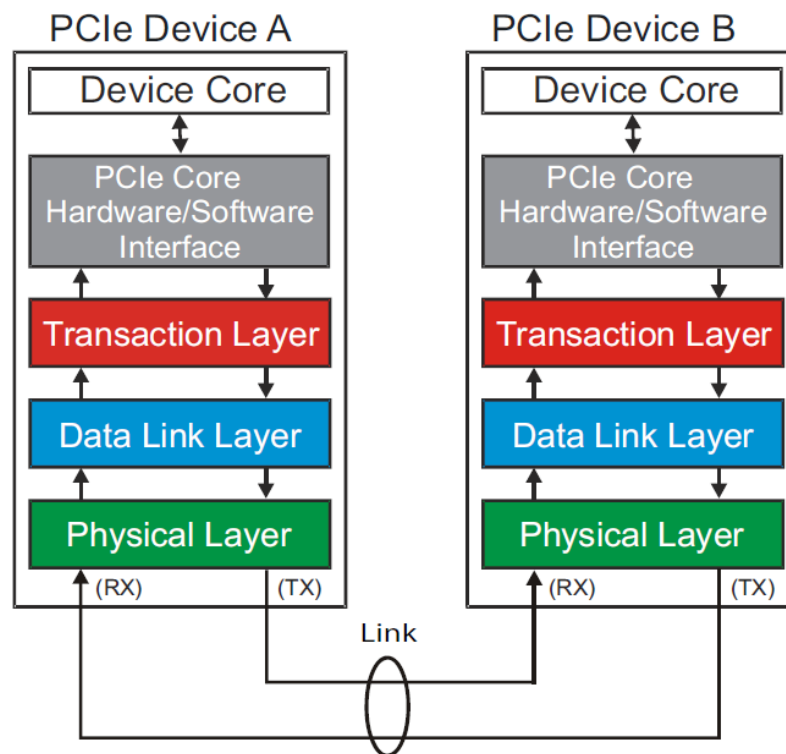 PCIe Device A
Device Core
PCIe Core
Hardware/Software
Interface
Transaction Layer
Data Link Layer
Physical Layer
(RX)
(TX)
PCIe Device B
Device Core
PCIe Core
Hardware/Software
Interface
Transaction Layer
Data Link Layer
Physical Layer
(RX)
(TX)
Link